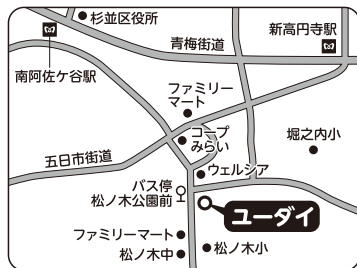 杉並区役所
新高円寺駅
青梅街道
南阿佐ケ谷駅
ファミリー
マート
コープ
みらい
堀之内小
五日市街道
ウェルシア
バス停
松ノ木公園前
ユーダイ
ファミリーマート
松ノ木小
松ノ木中